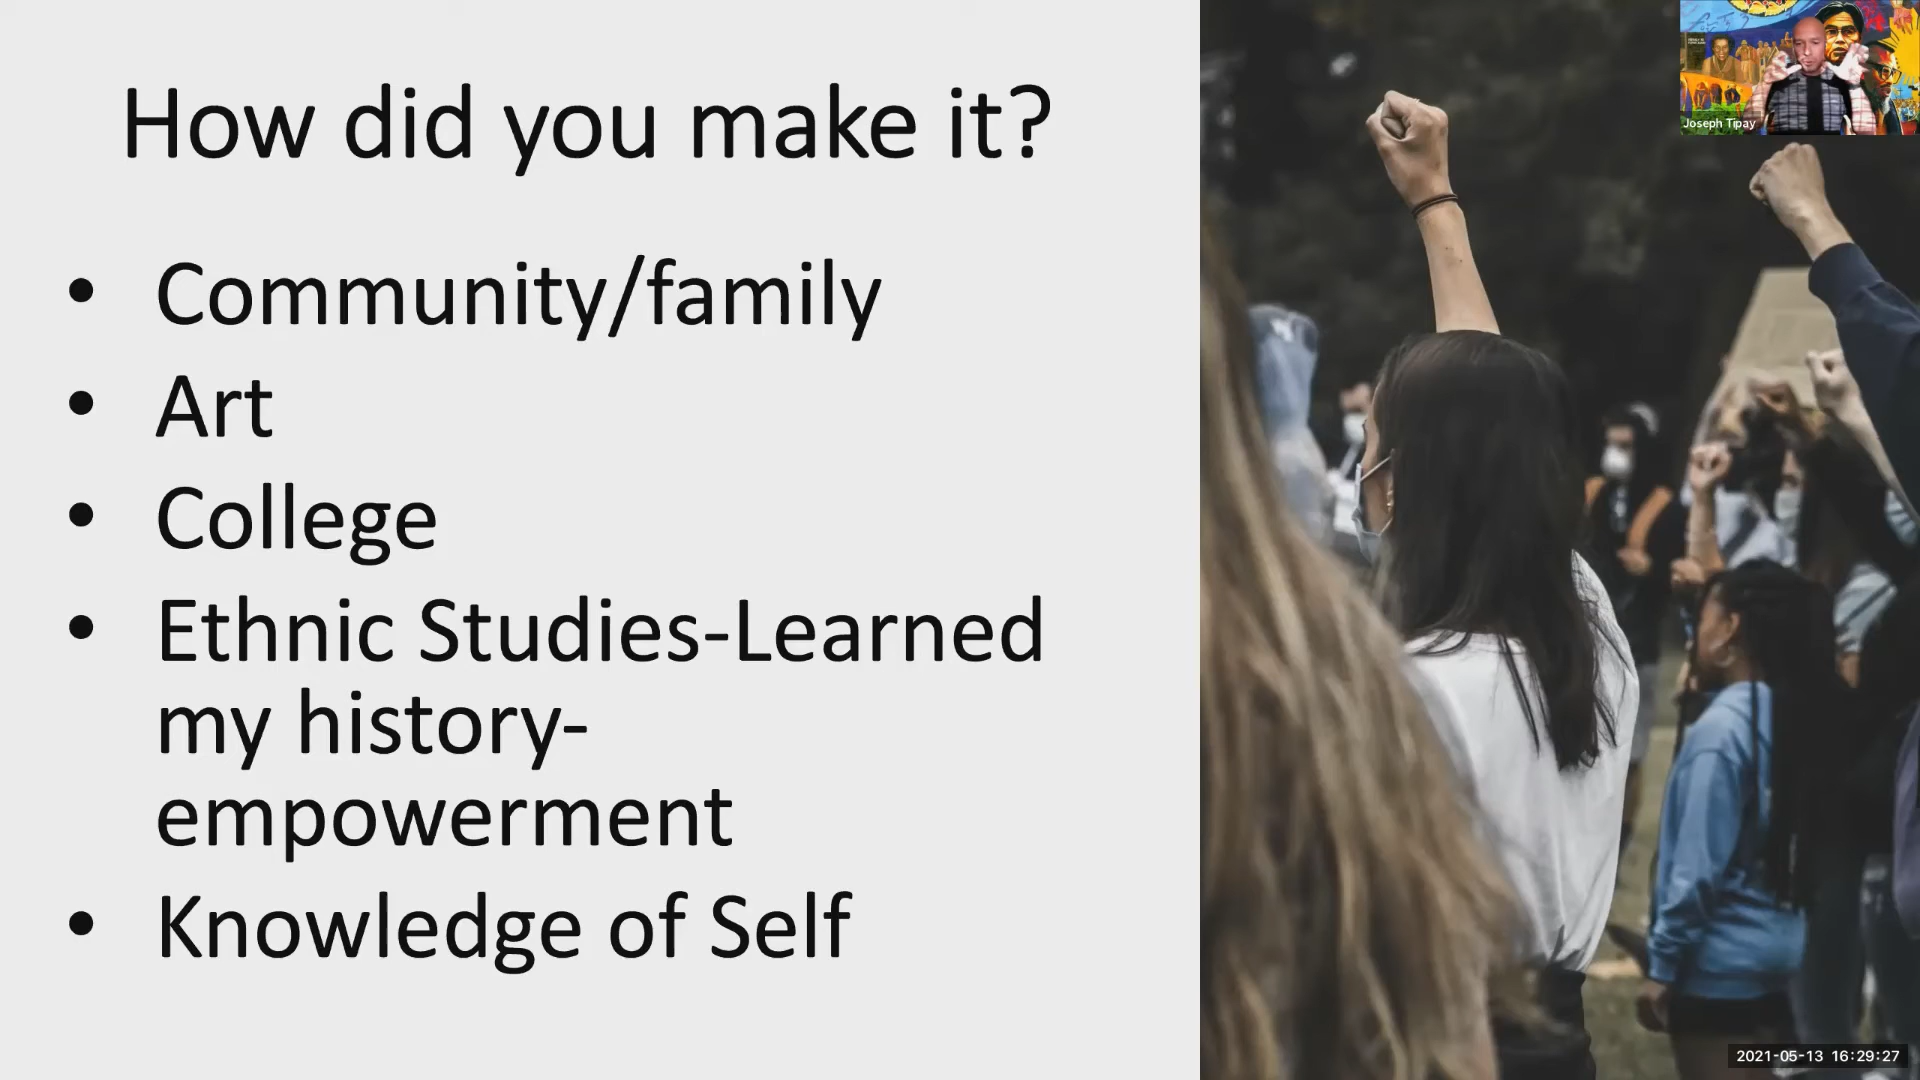 How did you make it?
• Community/family
• Art
• College
• Ethnic Studies-Learned
my history-
empowerment
• Knowledge of Self
Joseph Tipay
2021-05-13 16:29:27